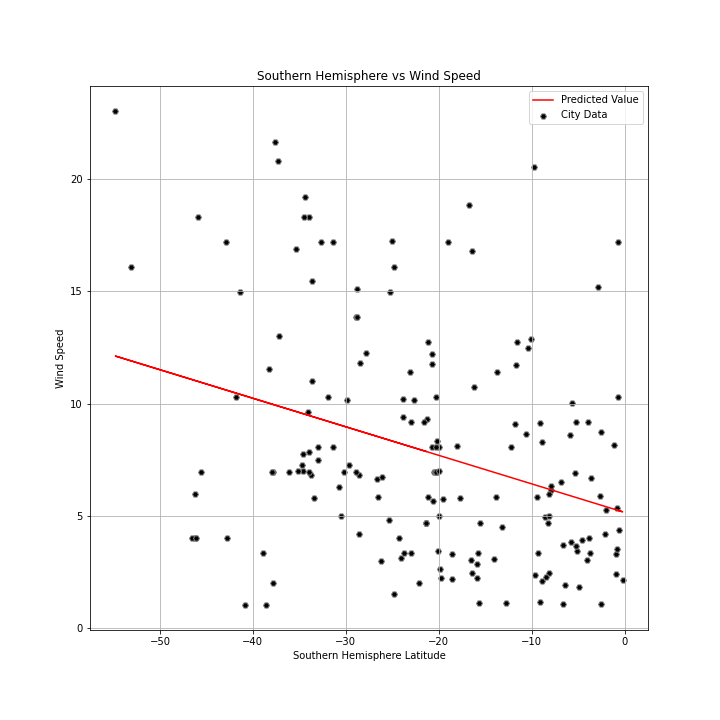 Southern Hemisphere vs Wind Speed
Predicted Value
City Data
Wind Speed
20
15
10
5
0
−50 −40 −30 −20 −10 0
Southern Hemisphere Latitude